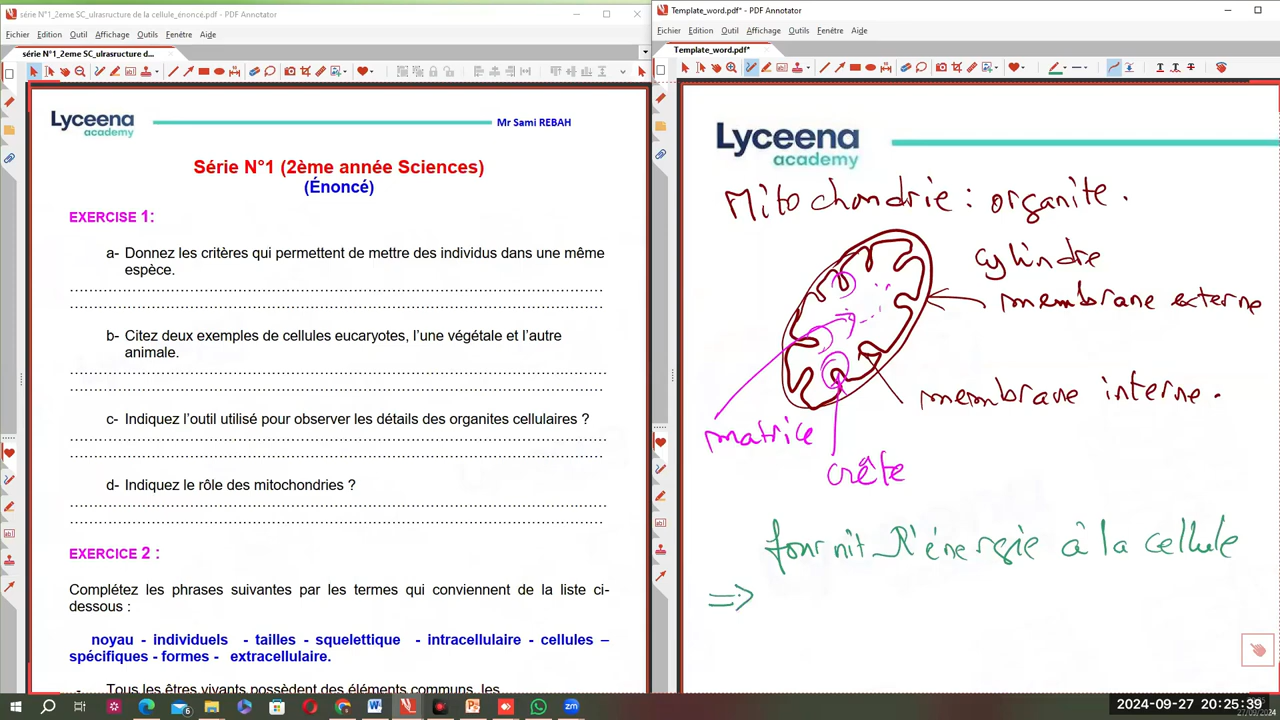 série N°1_2eme SC_ulrasructure de la cellule_énoncé.pdf - PDF Annotator
Fichier Edition Outil Affichage Outils Fenêtre Aide
série N°1_2eme SC_ulrasructure d...
Lyceena
academy
Mr Sami REBAH
Série N°1 (2ème année Sciences)
(Énoncé)
EXERCISE 1:
a- Donnez les critères qui permettent de mettre des individus dans une même
espèce.
b- Citez deux exemples de cellules eucaryotes, l’une végétale et l’autre
animale.
c- Indiquez l’outil utilisé pour observer les détails des organites cellulaires ?
d- Indiquez le rôle des mitochondries ?
EXERCICE 2 :
Complétez les phrases suivantes par les termes qui conviennent de la liste ci-
dessous :
noyau - individuels - tailles - squelettique - intracellulaire - cellules –
spécifiques - formes - extracellulaire.
- Tous les êtres vivants possèdent des éléments communs, les
Template_word.pdf* - PDF Annotator
Fichier Edition Outil Affichage Outils Fenêtre Aide
Template_word.pdf*
Lyceena
academy
Mitochondrie : organite.
cylindre
membrane externe
membrane interne.
matrice
crête
fournit l'énergie à la cellule
=>
2024-09-27 20:25:39